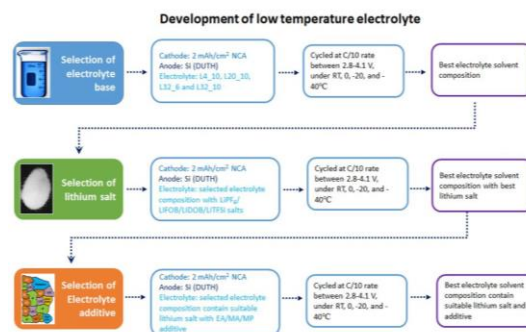 Development of low temperature electrolyte
Selection of
electrolyte
base
Cathode: 2 mAh/cm² NCA
Anode: Si (DUTH)
Electrolyte: L4_10, L20_10,
L32_6 and L32_10
Cycled at C/10 rate
between 2.8-4.1 V,
under RT, 0, -20, and -
40℃
Best electrolyte solvent
composition
Selection of
lithium salt
Cathode: 2 mAh/cm² NCA
Anode: Si (DUTH)
Electrolyte: selected electrolyte
composition with LIPF₆/
LIFOB/LIDOB/LITFSI salts
Cycled at C/10 rate
between 2.8-4.1 V,
under RT, 0, -20, and -
40℃
Best electrolyte solvent
composition with best
lithium salt
Selection of
Electrolyte
additive
Cathode: 2 mAh/cm² NCA
Anode: Si (DUTH)
Electrolyte: selected electrolyte
composition contain suitable
lithium salt with EA/MA/MP
additive
Cycled at C/10 rate
between 2.8-4.1 V,
under RT, 0, -20, and -
40℃
Best electrolyte solvent
composition contain
suitable lithium salt and
additive